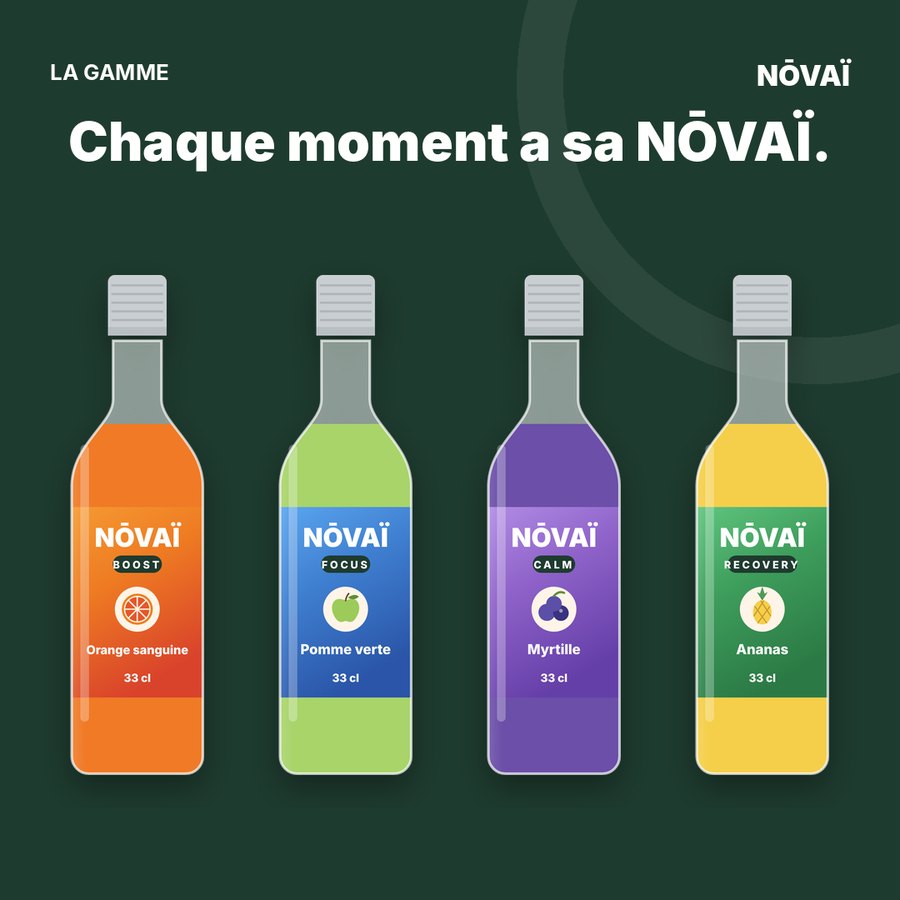 LA GAMME
NŌVAÏ
Chaque moment a sa NŌVAÏ.
NŌVAÏ
BOOST
Orange sanguine
33 cl
NŌVAÏ
FOCUS
Pomme verte
33 cl
NŌVAÏ
CALM
Myrtille
33 cl
NŌVAÏ
RECOVERY
Ananas
33 cl